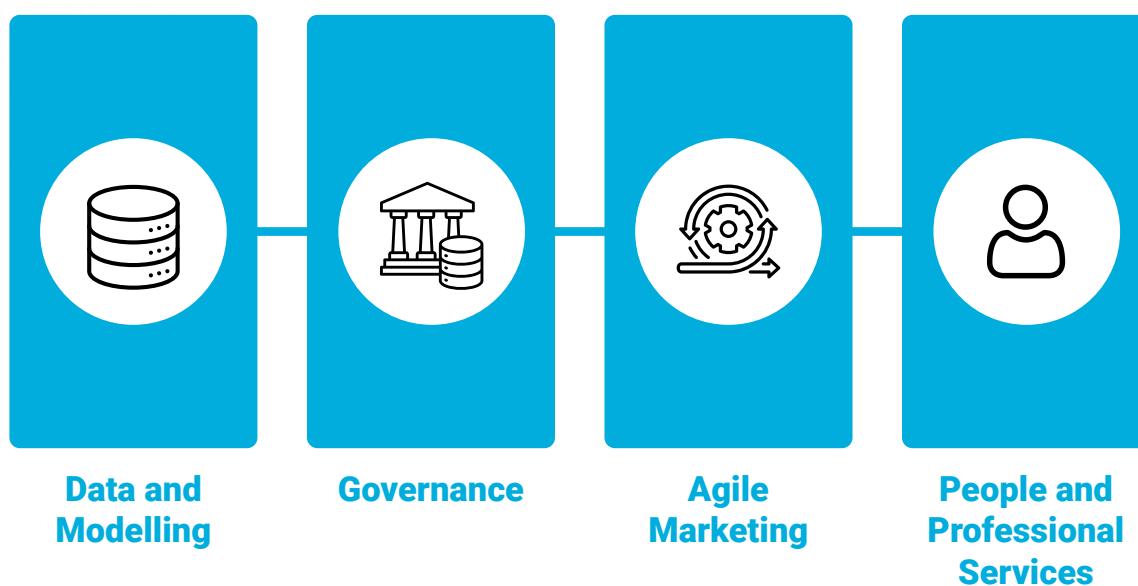 Data and
Modelling
Governance
Agile
Marketing
People and
Professional
Services